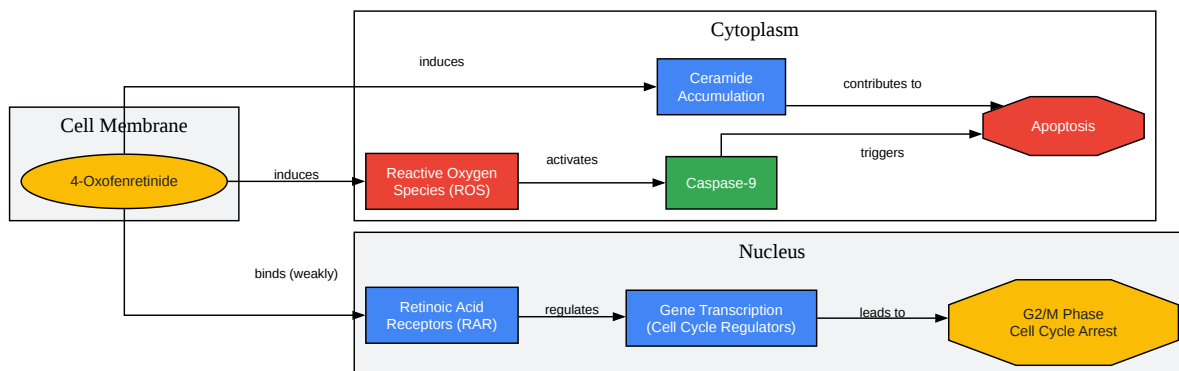 Cytoplasm
induces
Ceramide
Accumulation
contributes to
Apoptosis
Cell Membrane
4-Oxofenretinide
induces
Reactive Oxygen
Species (ROS)
activates
Caspase-9
triggers
Nucleus
binds (weakly)
Retinoic Acid
Receptors (RAR)
regulates
Gene Transcription
(Cell Cycle Regulators)
leads to
G2/M Phase
Cell Cycle Arrest